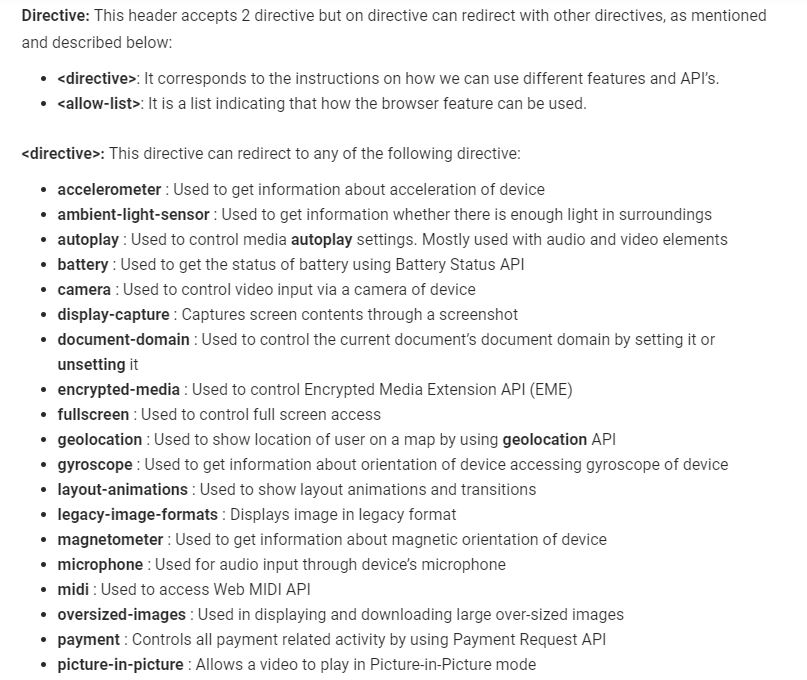 Directive: This header accepts 2 directive but on directive can redirect with other directives, as mentioned
and described below:
• <directive>: It corresponds to the instructions on how we can use different features and API's.
• <allow-list>: It is a list indicating that how the browser feature can be used.
<directive>: This directive can redirect to any of the following directive:
• accelerometer : Used to get information about acceleration of device
• ambient-light-sensor : Used to get information whether there is enough light in surroundings
• autoplay : Used to control media autoplay settings. Mostly used with audio and video elements
• battery : Used to get the status of battery using Battery Status API
• camera : Used to control video input via a camera of device
• display-capture : Captures screen contents through a screenshot
• document-domain : Used to control the current document's document domain by setting it or
unsetting it
• encrypted-media : Used to control Encrypted Media Extension API (EME)
• fullscreen : Used to control full screen access
• geolocation : Used to show location of user on a map by using geolocation API
• gyroscope : Used to get information about orientation of device accessing gyroscope of device
• layout-animations : Used to show layout animations and transitions
• legacy-image-formats : Displays image in legacy format
• magnetometer : Used to get information about magnetic orientation of device
• microphone : Used for audio input through device's microphone
• midi : Used to access Web MIDI API
• oversized-images : Used in displaying and downloading large over-sized images
• payment : Controls all payment related activity by using Payment Request API
• picture-in-picture : Allows a video to play in Picture-in-Picture mode